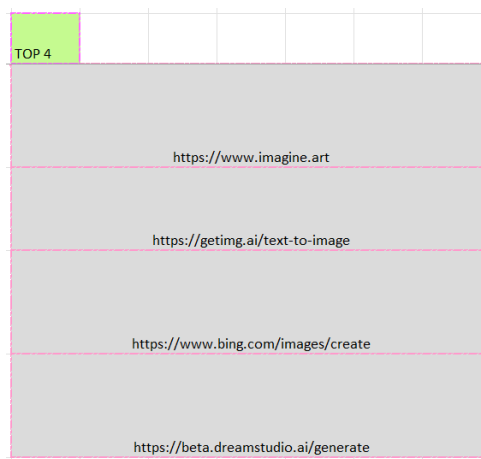 TOP 4
https://www.imagine.art
https://getimg.ai/text-to-image
https://www.bing.com/images/create
https://beta.dreamstudio.ai/generate